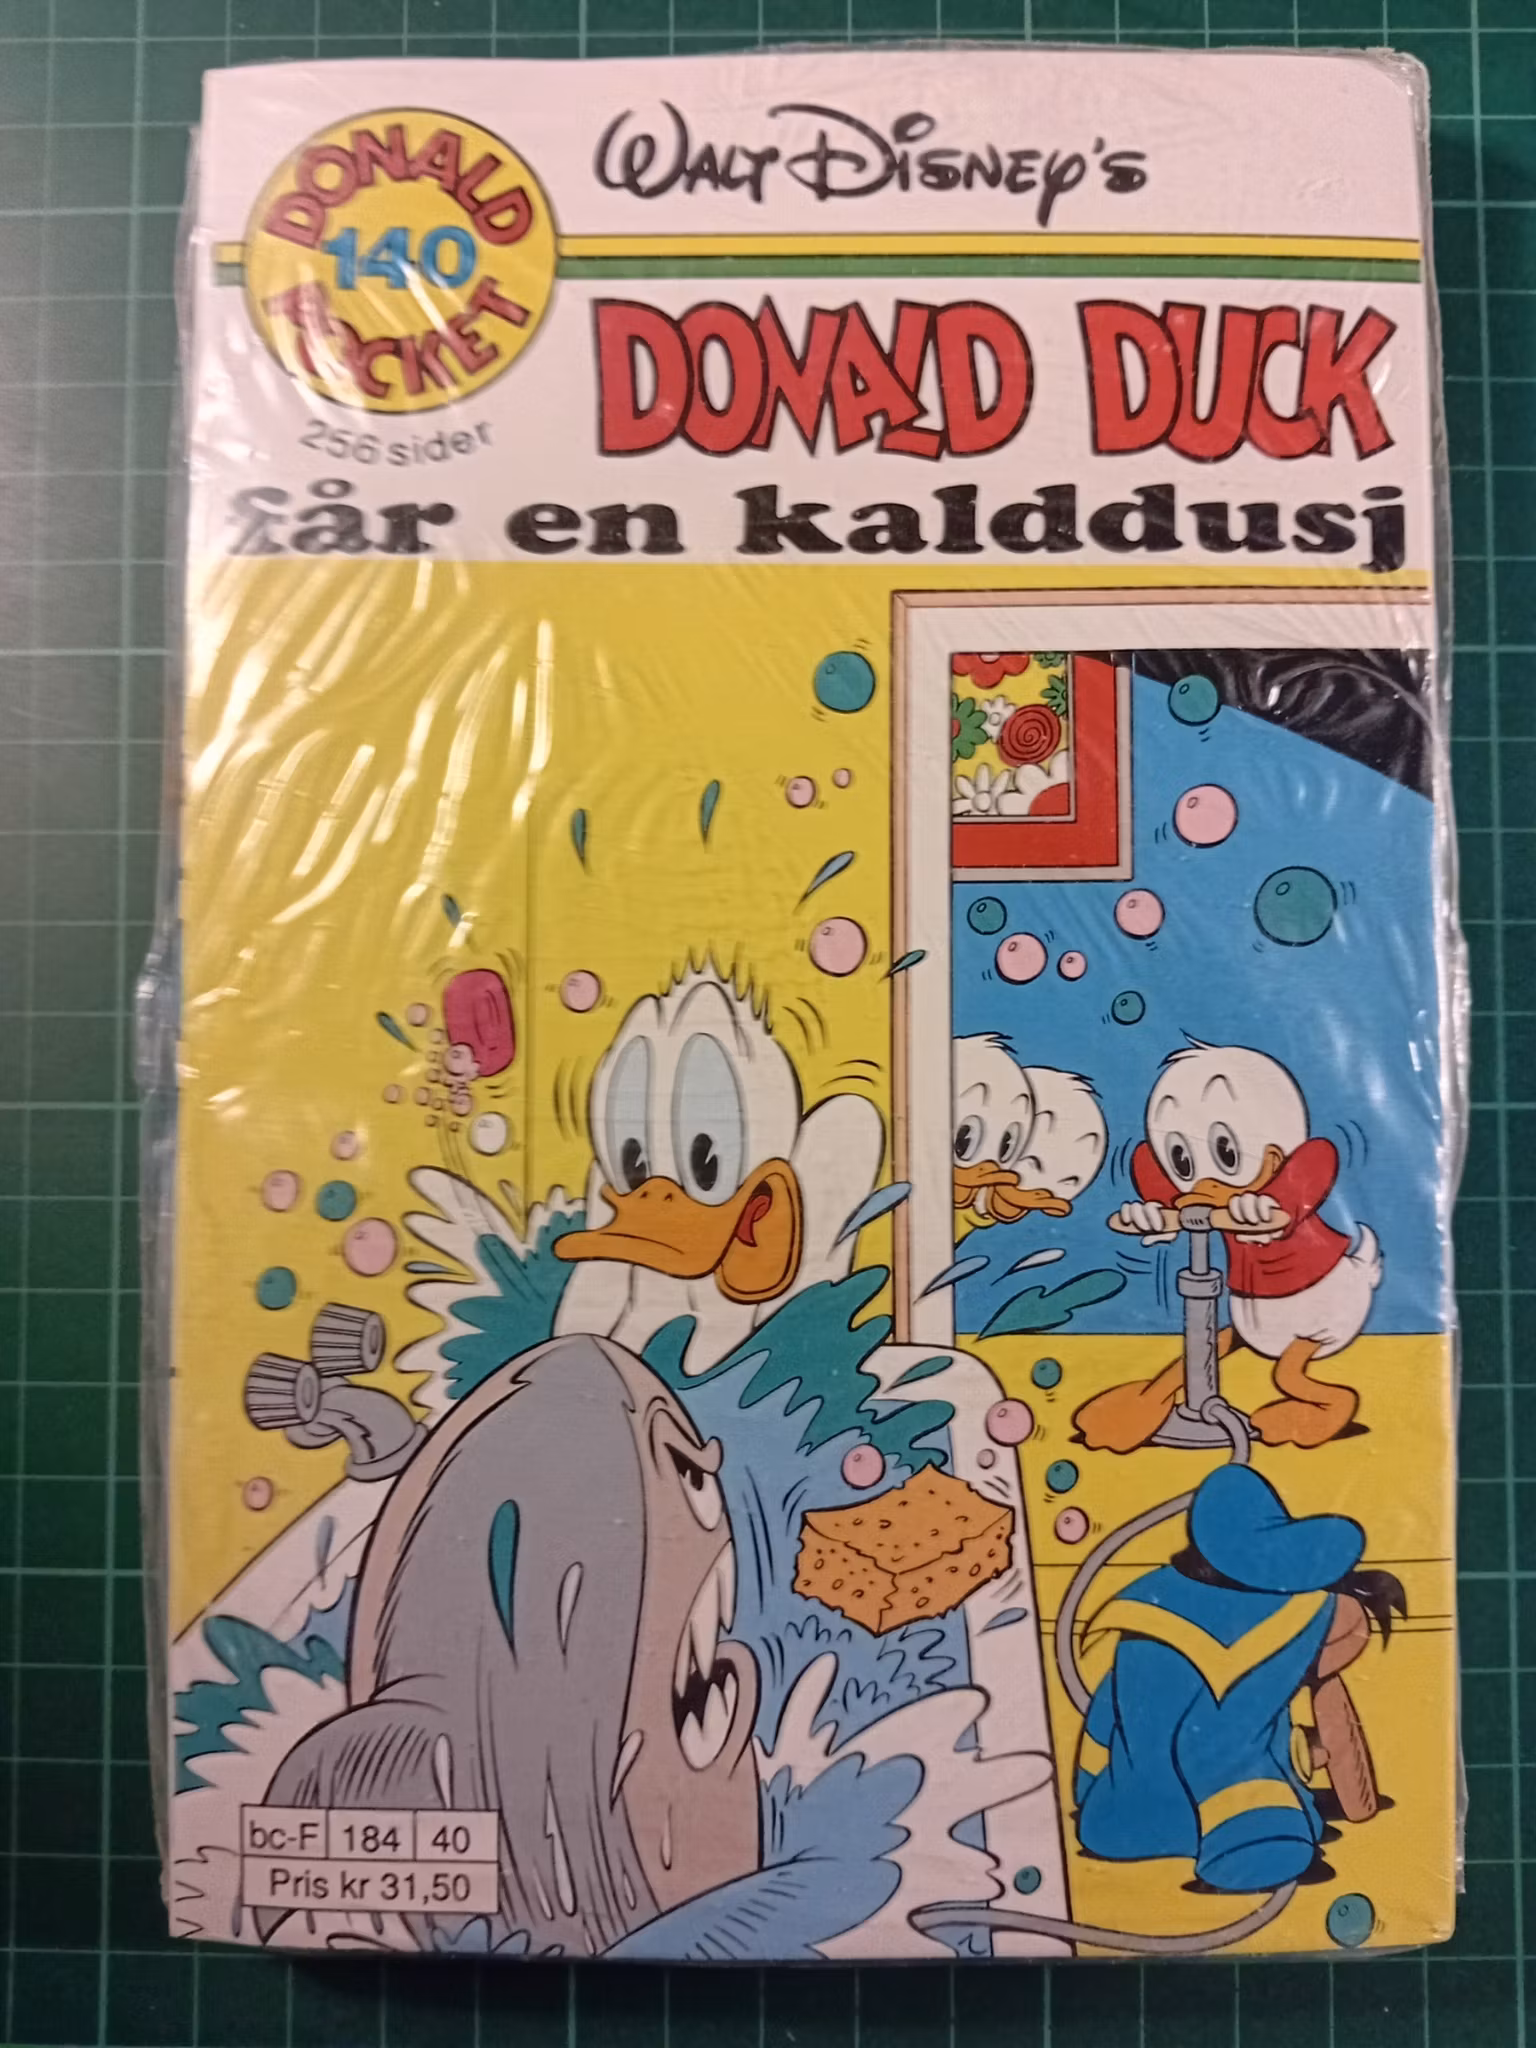 DONALD
140
POCKET
256 sider
WALT DISNEY'S
DONALD DUCK
får en kalddusj
bc-F 184 40
Pris kr 31,50